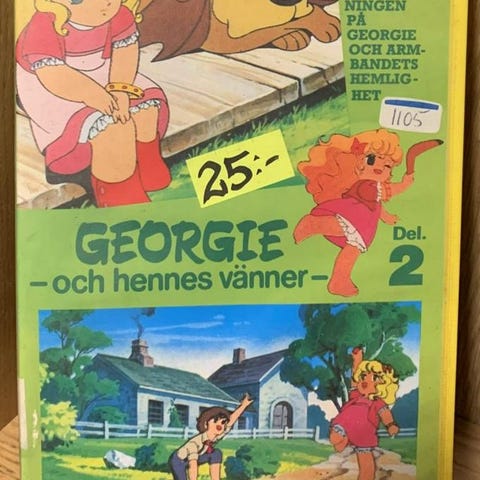 NINGEN
PÅ
GEORGIE
OCH ARM-
BANDETS
HEMLIG-
HET
1105
25:-
GEORGIE
- och hennes vänner -
Del.
2